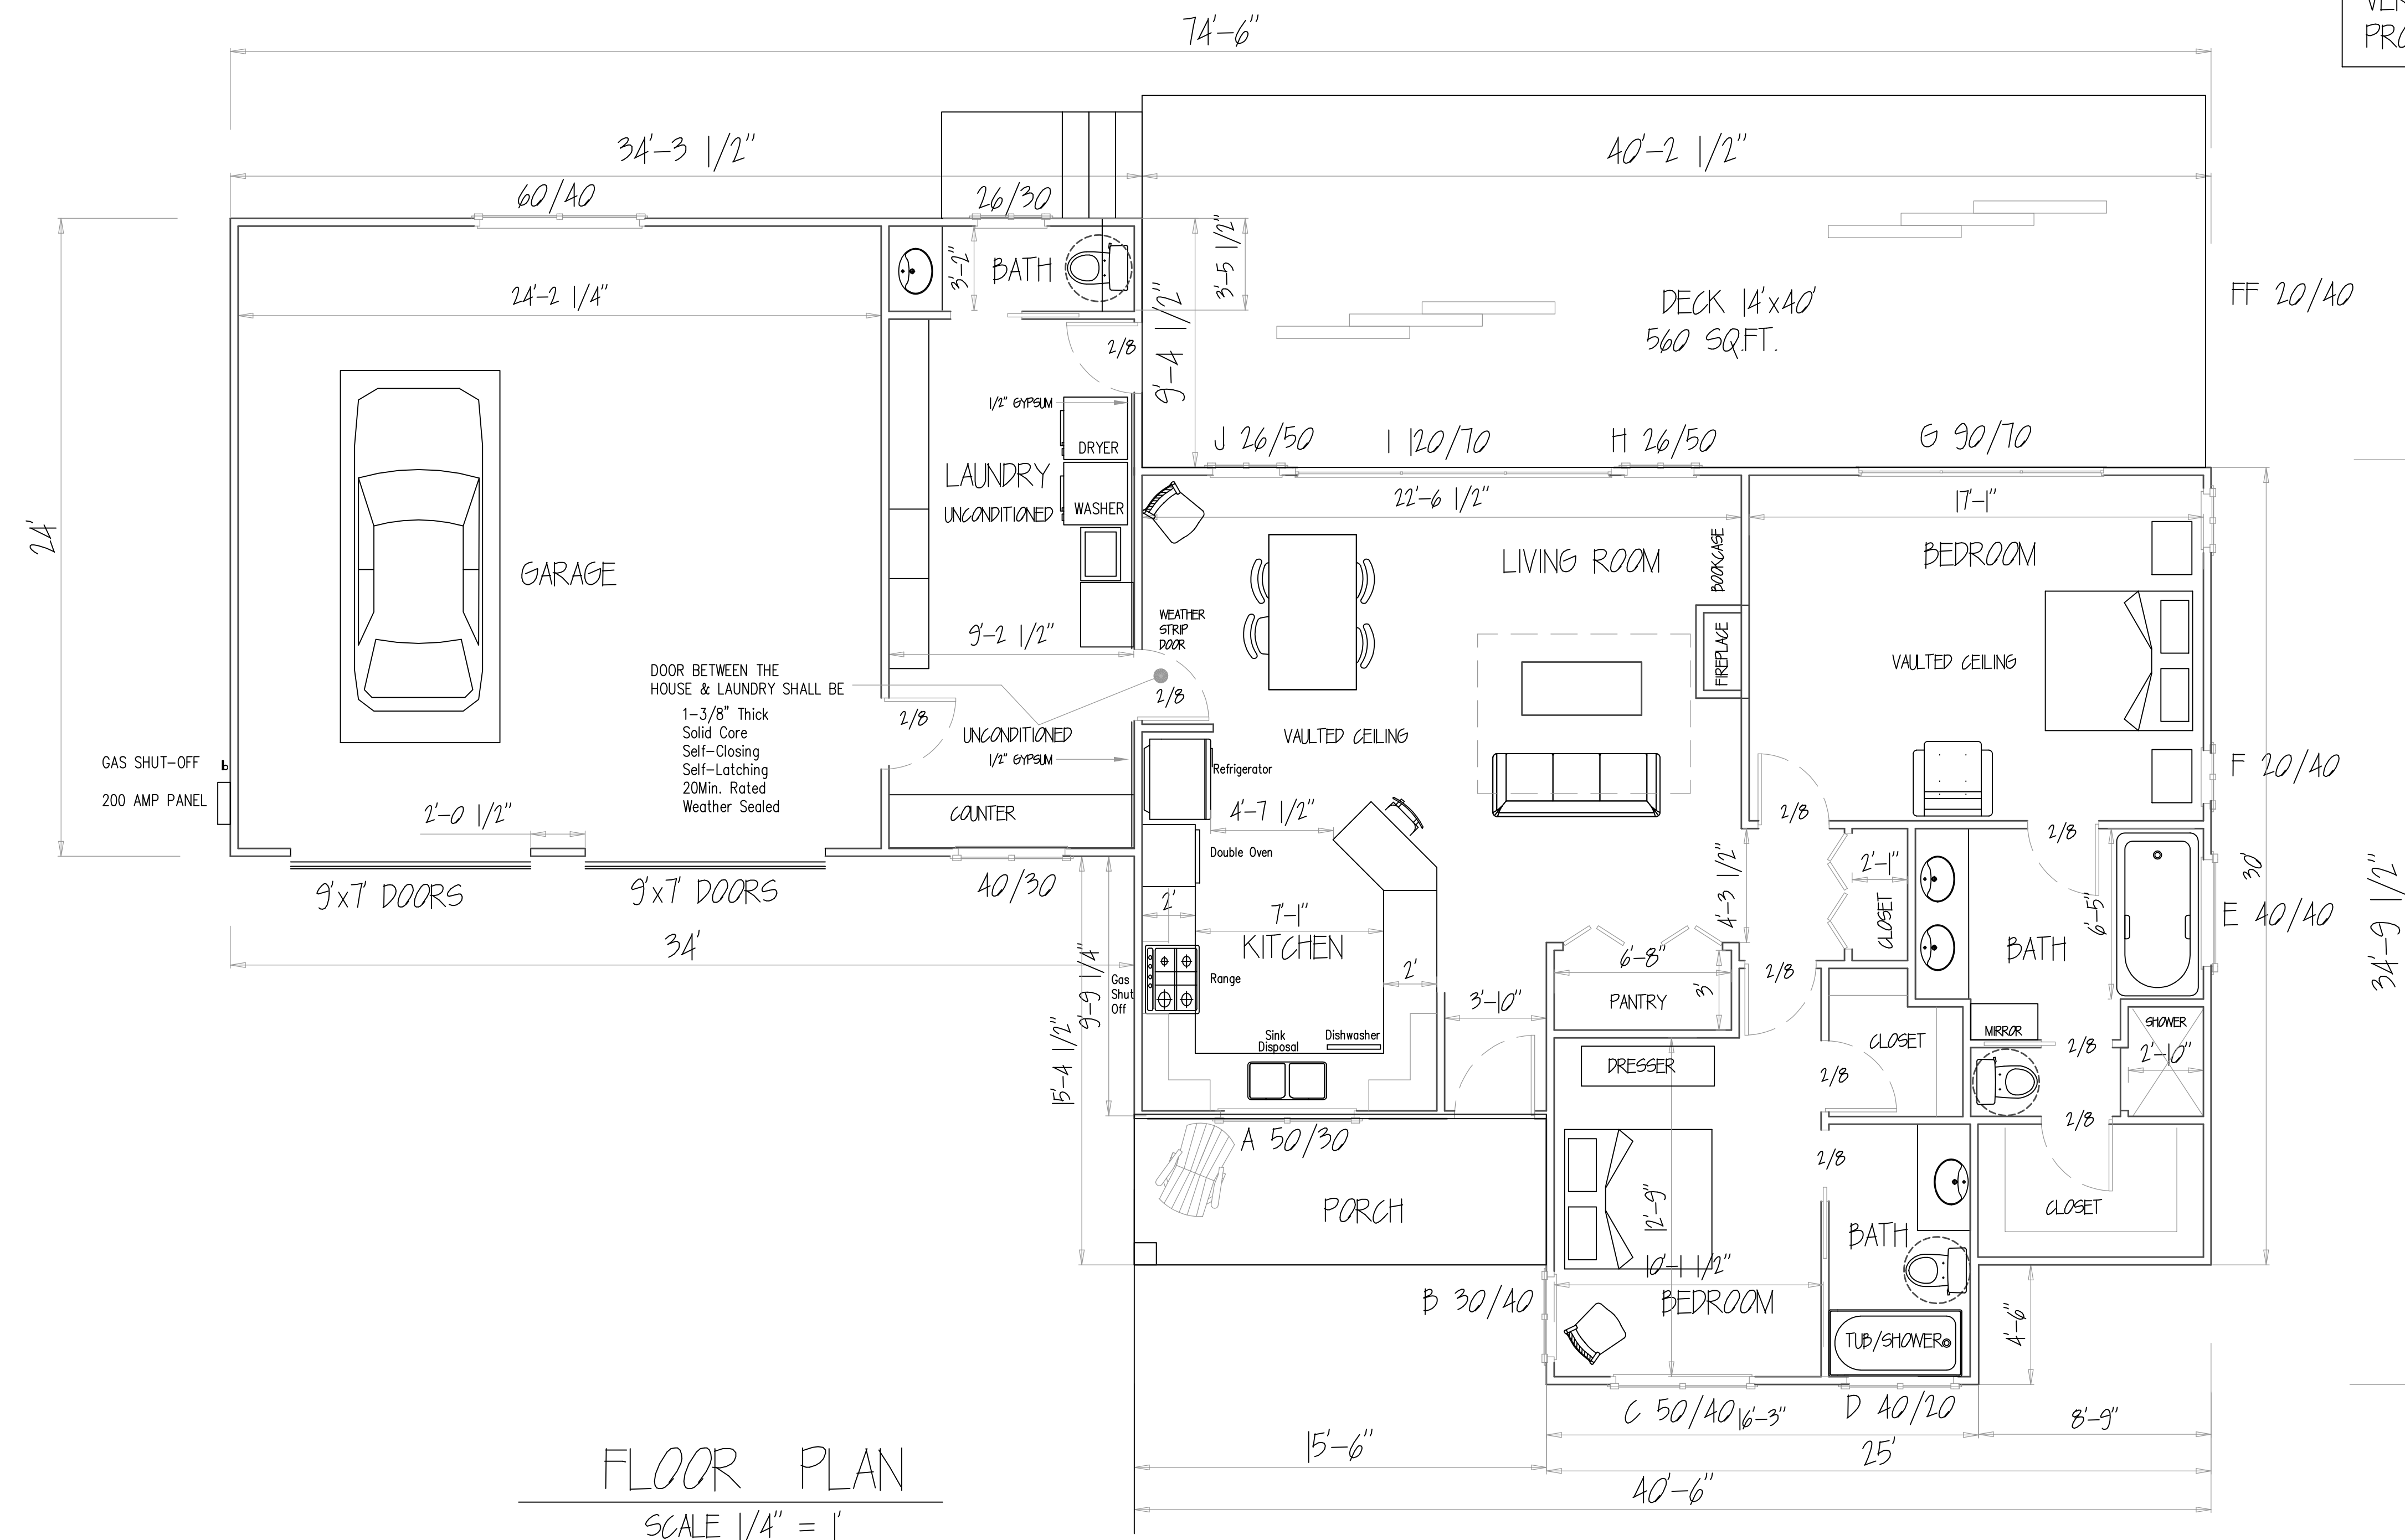 PRO
74'-6"
34'-3 1/2"
40'-2 1/2"
60/40
26/30
24'
24'-2 1/4"
3'-2"
BATH
3'-5 1/2"
9'-4 1/2"
2/8
DECK 14'x40'
560 SQ.FT.
FF 20/40
1/2" GYPSUM
DRYER
LAUNDRY
UNCONDITIONED
WASHER
J 26/50
I 120/70
H 26/50
G 90/70
22'-6 1/2"
17'-1"
GARAGE
LIVING ROOM
BOOKCASE
BEDROOM
9'-2 1/2"
WEATHER
STRIP
DOOR
FIREPLACE
VAULTED CEILING
DOOR BETWEEN THE
HOUSE & LAUNDRY SHALL BE
1-3/8" Thick
Solid Core
Self-Closing
Self-Latching
20Min. Rated
Weather Sealed
2/8
2/8
UNCONDITIONED
1/2" GYPSUM
VAULTED CEILING
GAS SHUT-OFF
200 AMP PANEL
Refrigerator
F 20/40
2'-0 1/2"
COUNTER
4'-7 1/2"
2/8
2/8
Double Oven
9'x7' DOORS
9'x7' DOORS
40/30
4'-3 1/2"
2'-1"
CLOSET
6'-5"
30'
E 40/40
34'-9 1/2"
34'
2'
7'-1"
KITCHEN
BATH
9'-9 1/4"
15'-4 1/2"
Gas
Shut
Off
Range
2'
6'-8"
PANTRY
3'
2/8
3'-10"
Sink
Disposal
Dishwasher
CLOSET
MIRROR
SHOWER
2/8
2'-10"
DRESSER
2/8
2/8
A 50/30
2/8
PORCH
12'-9"
BATH
CLOSET
10'-1 1/2"
B 30/40
BEDROOM
TUB/SHOWER
4'-6"
C 50/40
16'-3"
D 40/20
8'-9"
15'-6"
25'
40'-6"
FLOOR PLAN
SCALE 1/4" = 1'